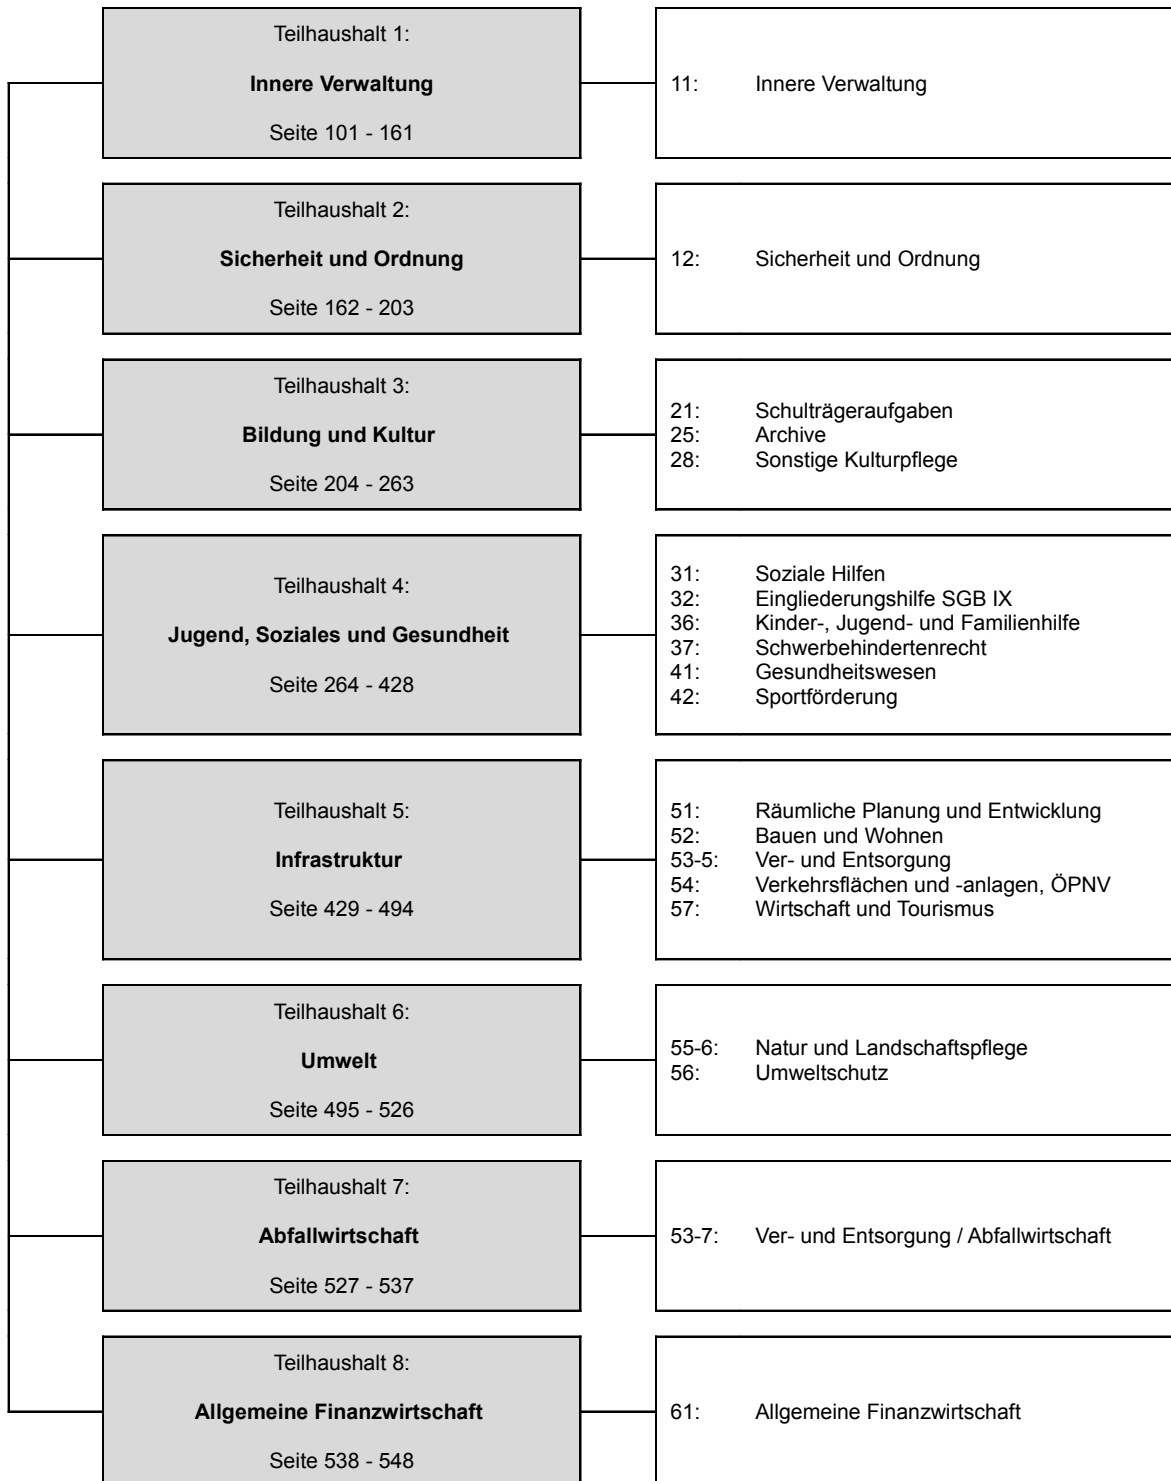 Teilhaushalt 1:
Innere Verwaltung
Seite 101 - 161
11: Innere Verwaltung
Teilhaushalt 2:
Sicherheit und Ordnung
Seite 162 - 203
12: Sicherheit und Ordnung
Teilhaushalt 3:
Bildung und Kultur
Seite 204 - 263
21: Schulträgeraufgaben
25: Archive
28: Sonstige Kulturpflege
Teilhaushalt 4:
Jugend, Soziales und Gesundheit
Seite 264 - 428
31: Soziale Hilfen
32: Eingliederungshilfe SGB IX
36: Kinder-, Jugend- und Familienhilfe
37: Schwerbehindertenrecht
41: Gesundheitswesen
42: Sportförderung
Teilhaushalt 5:
Infrastruktur
Seite 429 - 494
51: Räumliche Planung und Entwicklung
52: Bauen und Wohnen
53-5: Ver- und Entsorgung
54: Verkehrsflächen und -anlagen, ÖPNV
57: Wirtschaft und Tourismus
Teilhaushalt 6:
Umwelt
Seite 495 - 526
55-6: Natur und Landschaftspflege
56: Umweltschutz
Teilhaushalt 7:
Abfallwirtschaft
Seite 527 - 537
53-7: Ver- und Entsorgung / Abfallwirtschaft
Teilhaushalt 8:
Allgemeine Finanzwirtschaft
Seite 538 - 548
61: Allgemeine Finanzwirtschaft